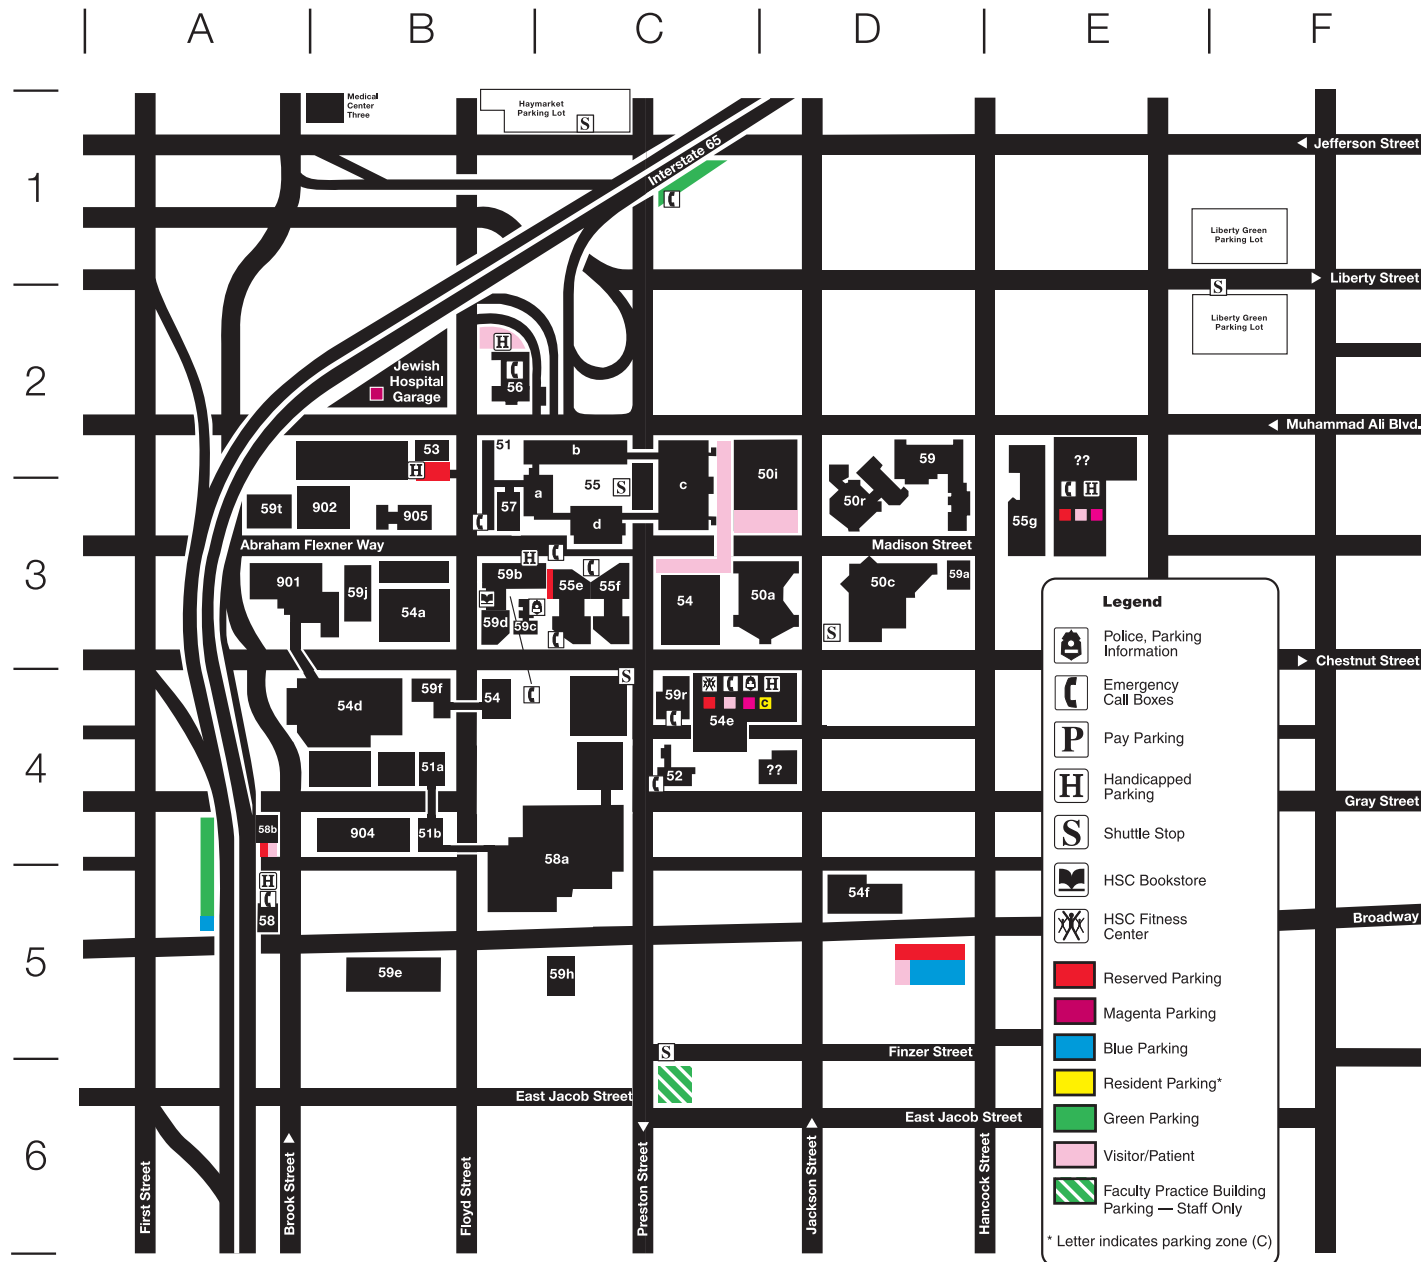 A B C D E F
Medical
Center
Three
Haymarket
Parking Lot
S
Jefferson Street
Interstate 65
1
Liberty Green
Parking Lot
Liberty Street
S
Liberty Green
Parking Lot
H
2
Jewish
Hospital
Garage
56
Muhammad Ali Blvd.
53
51
b
59
??
H
50i
55
S
c
a
50r
H
59t
902
57
905
d
55g
Abraham Flexner Way
Madison Street
H
3
901
59j
59b
55e
55f
50c
59a
54a
54
50a
59d
59c
S
Chestnut Street
S
H
59f
54
59r
54d
C
54e
4
51a
52
??
Gray Street
58b
904
51b
58a
H
54f
58
Broadway
5
59e
59h
S
Finzer Street
East Jacob Street
East Jacob Street
6
First Street
Brook Street
Floyd Street
Preston Street
Jackson Street
Hancock Street
Legend
Police, Parking
Information
Emergency
Call Boxes
P Pay Parking
H Handicapped
Parking
S Shuttle Stop
HSC Bookstore
HSC Fitness
Center
Reserved Parking
Magenta Parking
Blue Parking
Resident Parking*
Green Parking
Visitor/Patient
Faculty Practice Building
Parking — Staff Only
* Letter indicates parking zone (C)